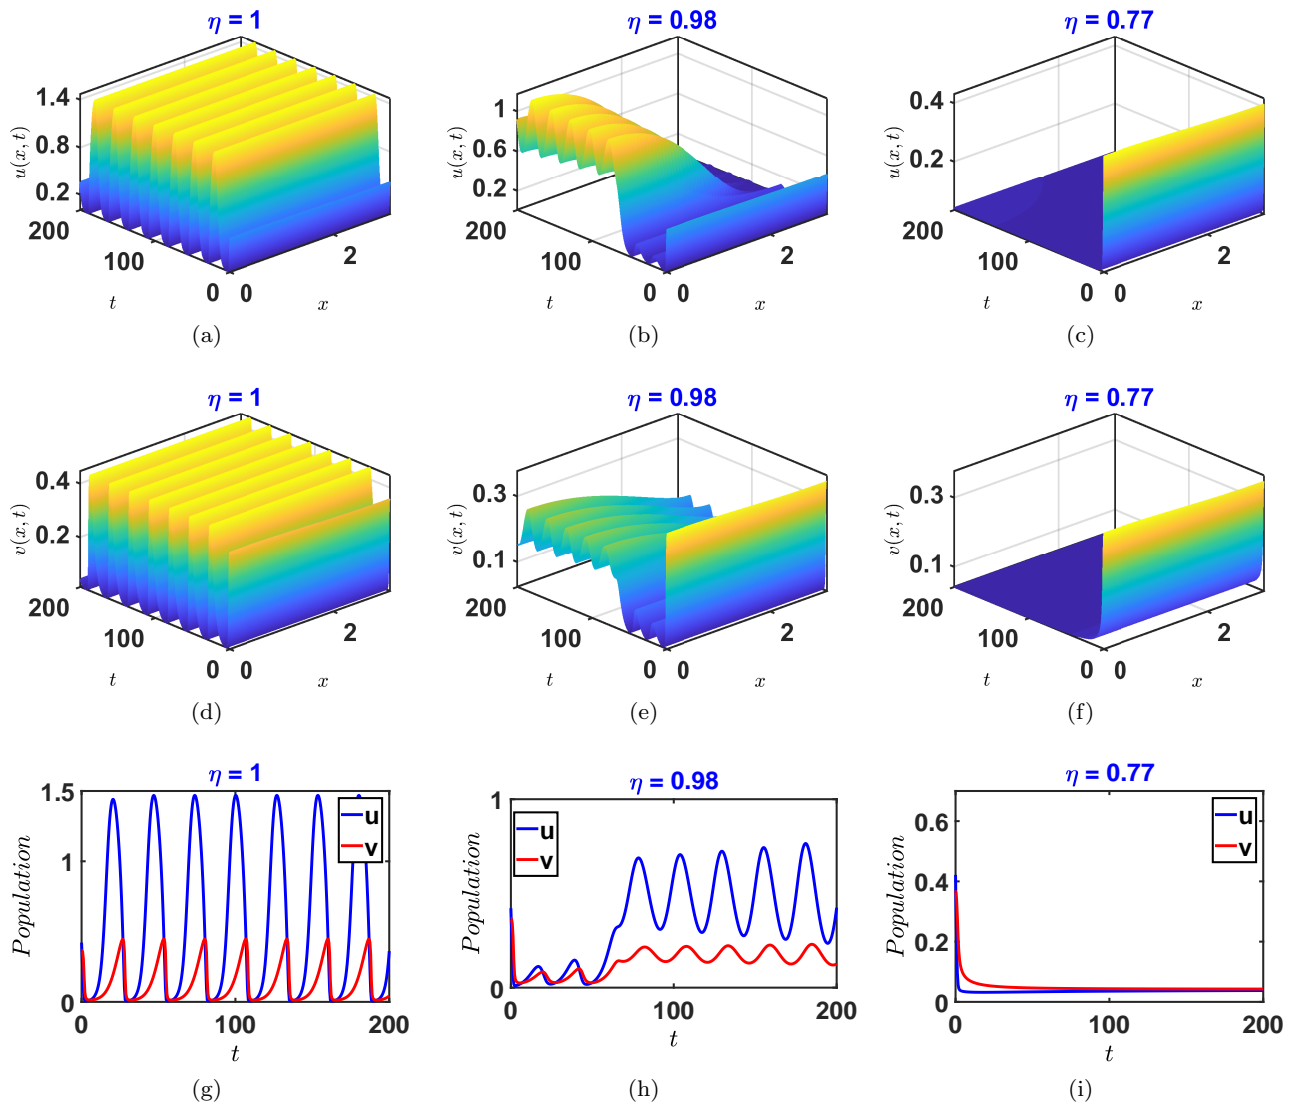 η = 1
η = 0.98
η = 0.77
1.4
0.8
0.2
u(x, t)
200
100
0
0
2
t
x
1
0.6
0.2
u(x, t)
200
100
0
0
2
t
x
0.4
0.2
u(x, t)
200
100
0
0
2
t
x
(a)
(b)
(c)
η = 1
η = 0.98
η = 0.77
0.4
0.2
v(x, t)
200
100
0
0
2
t
x
0.3
0.1
v(x, t)
200
100
0
0
2
t
x
0.3
0.1
v(x, t)
200
100
0
0
2
t
x
(d)
(e)
(f)
η = 1
η = 0.98
η = 0.77
1.5
1
0
Population
u
v
0
100
200
t
1
0
Population
u
v
0
100
200
t
0.6
0.4
0.2
0
Population
u
v
0
100
200
t
(g)
(h)
(i)